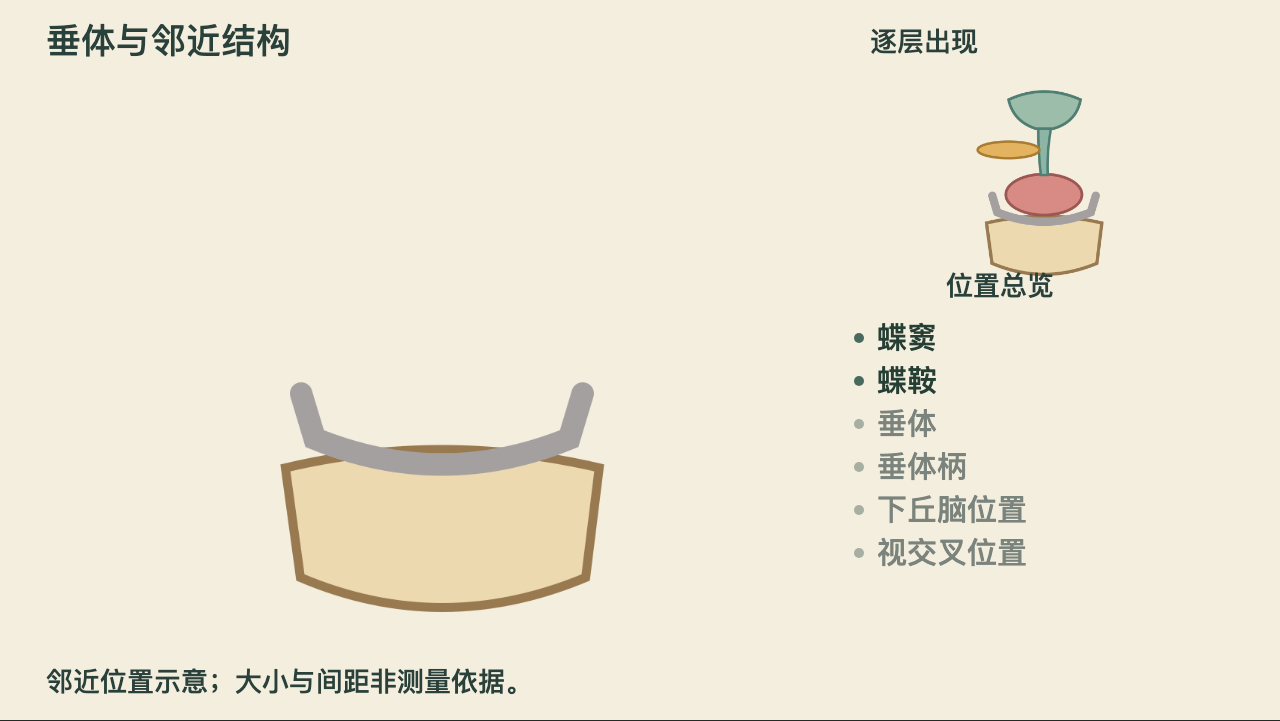 垂体与邻近结构
逐层出现
位置总览
蝶窦
蝶鞍
垂体
垂体柄
下丘脑位置
视交叉位置
邻近位置示意；大小与间距非测量依据。